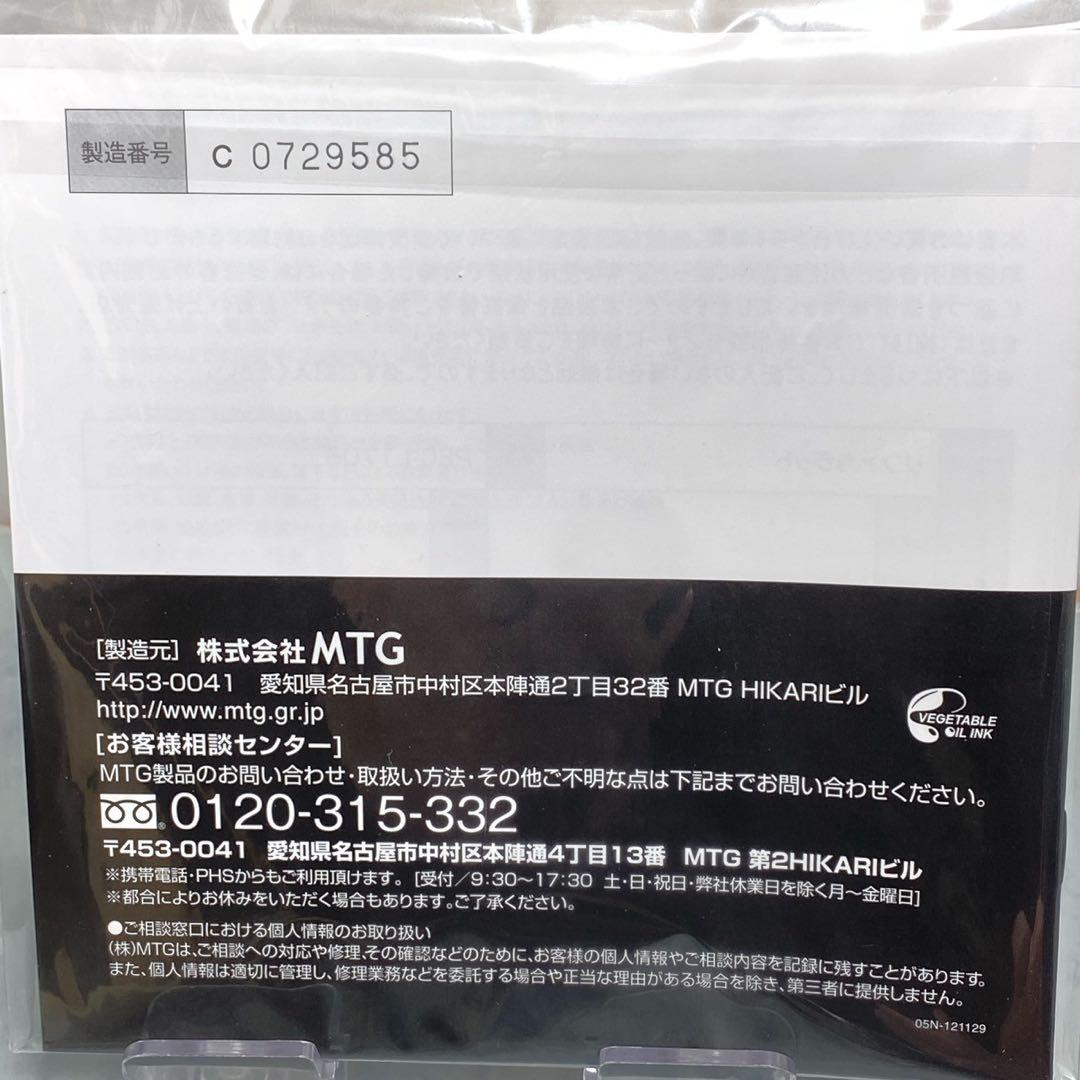 製造番号 C 0729585
[製造元] 株式会社MTG
〒453-0041 愛知県名古屋市中村区本陣通2丁目32番 MTG HIKARIビル
http://www.mtg.gr.jp
VEGETABLE
OIL INK
[お客様相談センター]
MTG製品のお問い合わせ・取扱い方法・その他ご不明な点は下記までお問い合わせください。
0120-315-332
〒453-0041 愛知県名古屋市中村区本陣通4丁目13番 MTG 第2HIKARIビル
※携帯電話・PHSからもご利用頂けます。[受付/9:30~17:30 土・日・祝日・弊社休業日を除く月~金曜日]
※都合によりお休みをいただく場合もあります。ご了承ください。
●ご相談窓口における個人情報のお取り扱い
(株)MTGは、ご相談への対応や修理、その確認などのために、お客様の個人情報やご相談内容を記録に残すことがあります。
また、個人情報は適切に管理し、修理業務などを委託する場合や正当な理由がある場合を除き、第三者に提供しません。
05N-121129